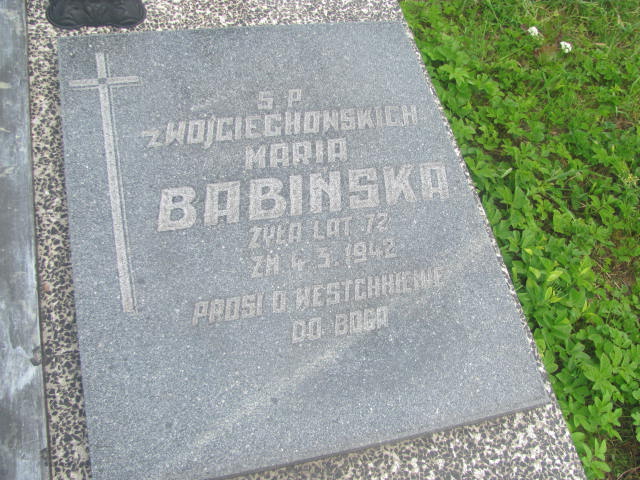 Ś.P.
Z WOJCIECHOWSKICH
MARIA
BABIŃSKA
ŻYŁA LAT 72
ZM 4.3.1942
PROSI O WESTCHNIENIE
DO BOGA